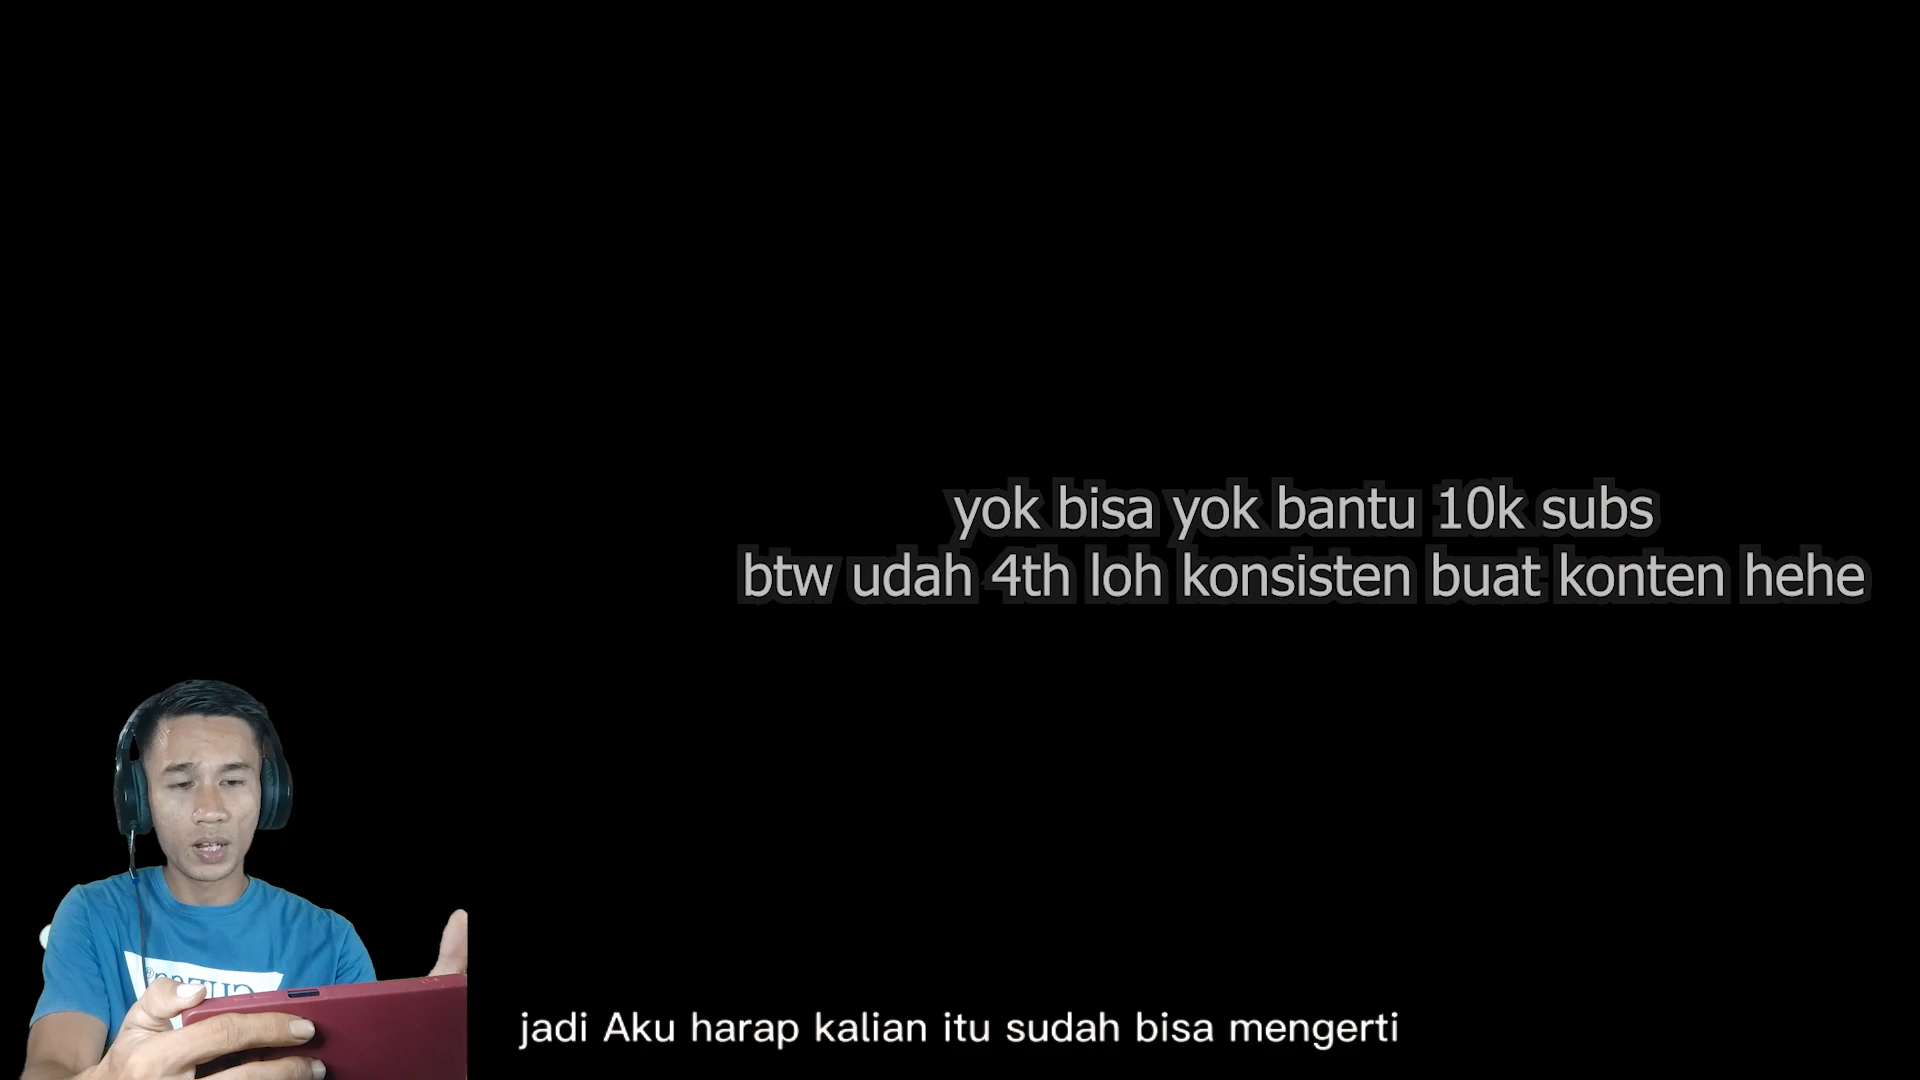 yok bisa yok bantu 10k subs
btw udah 4th loh konsisten buat konten hehe
jadi Aku harap kalian itu sudah bisa mengerti